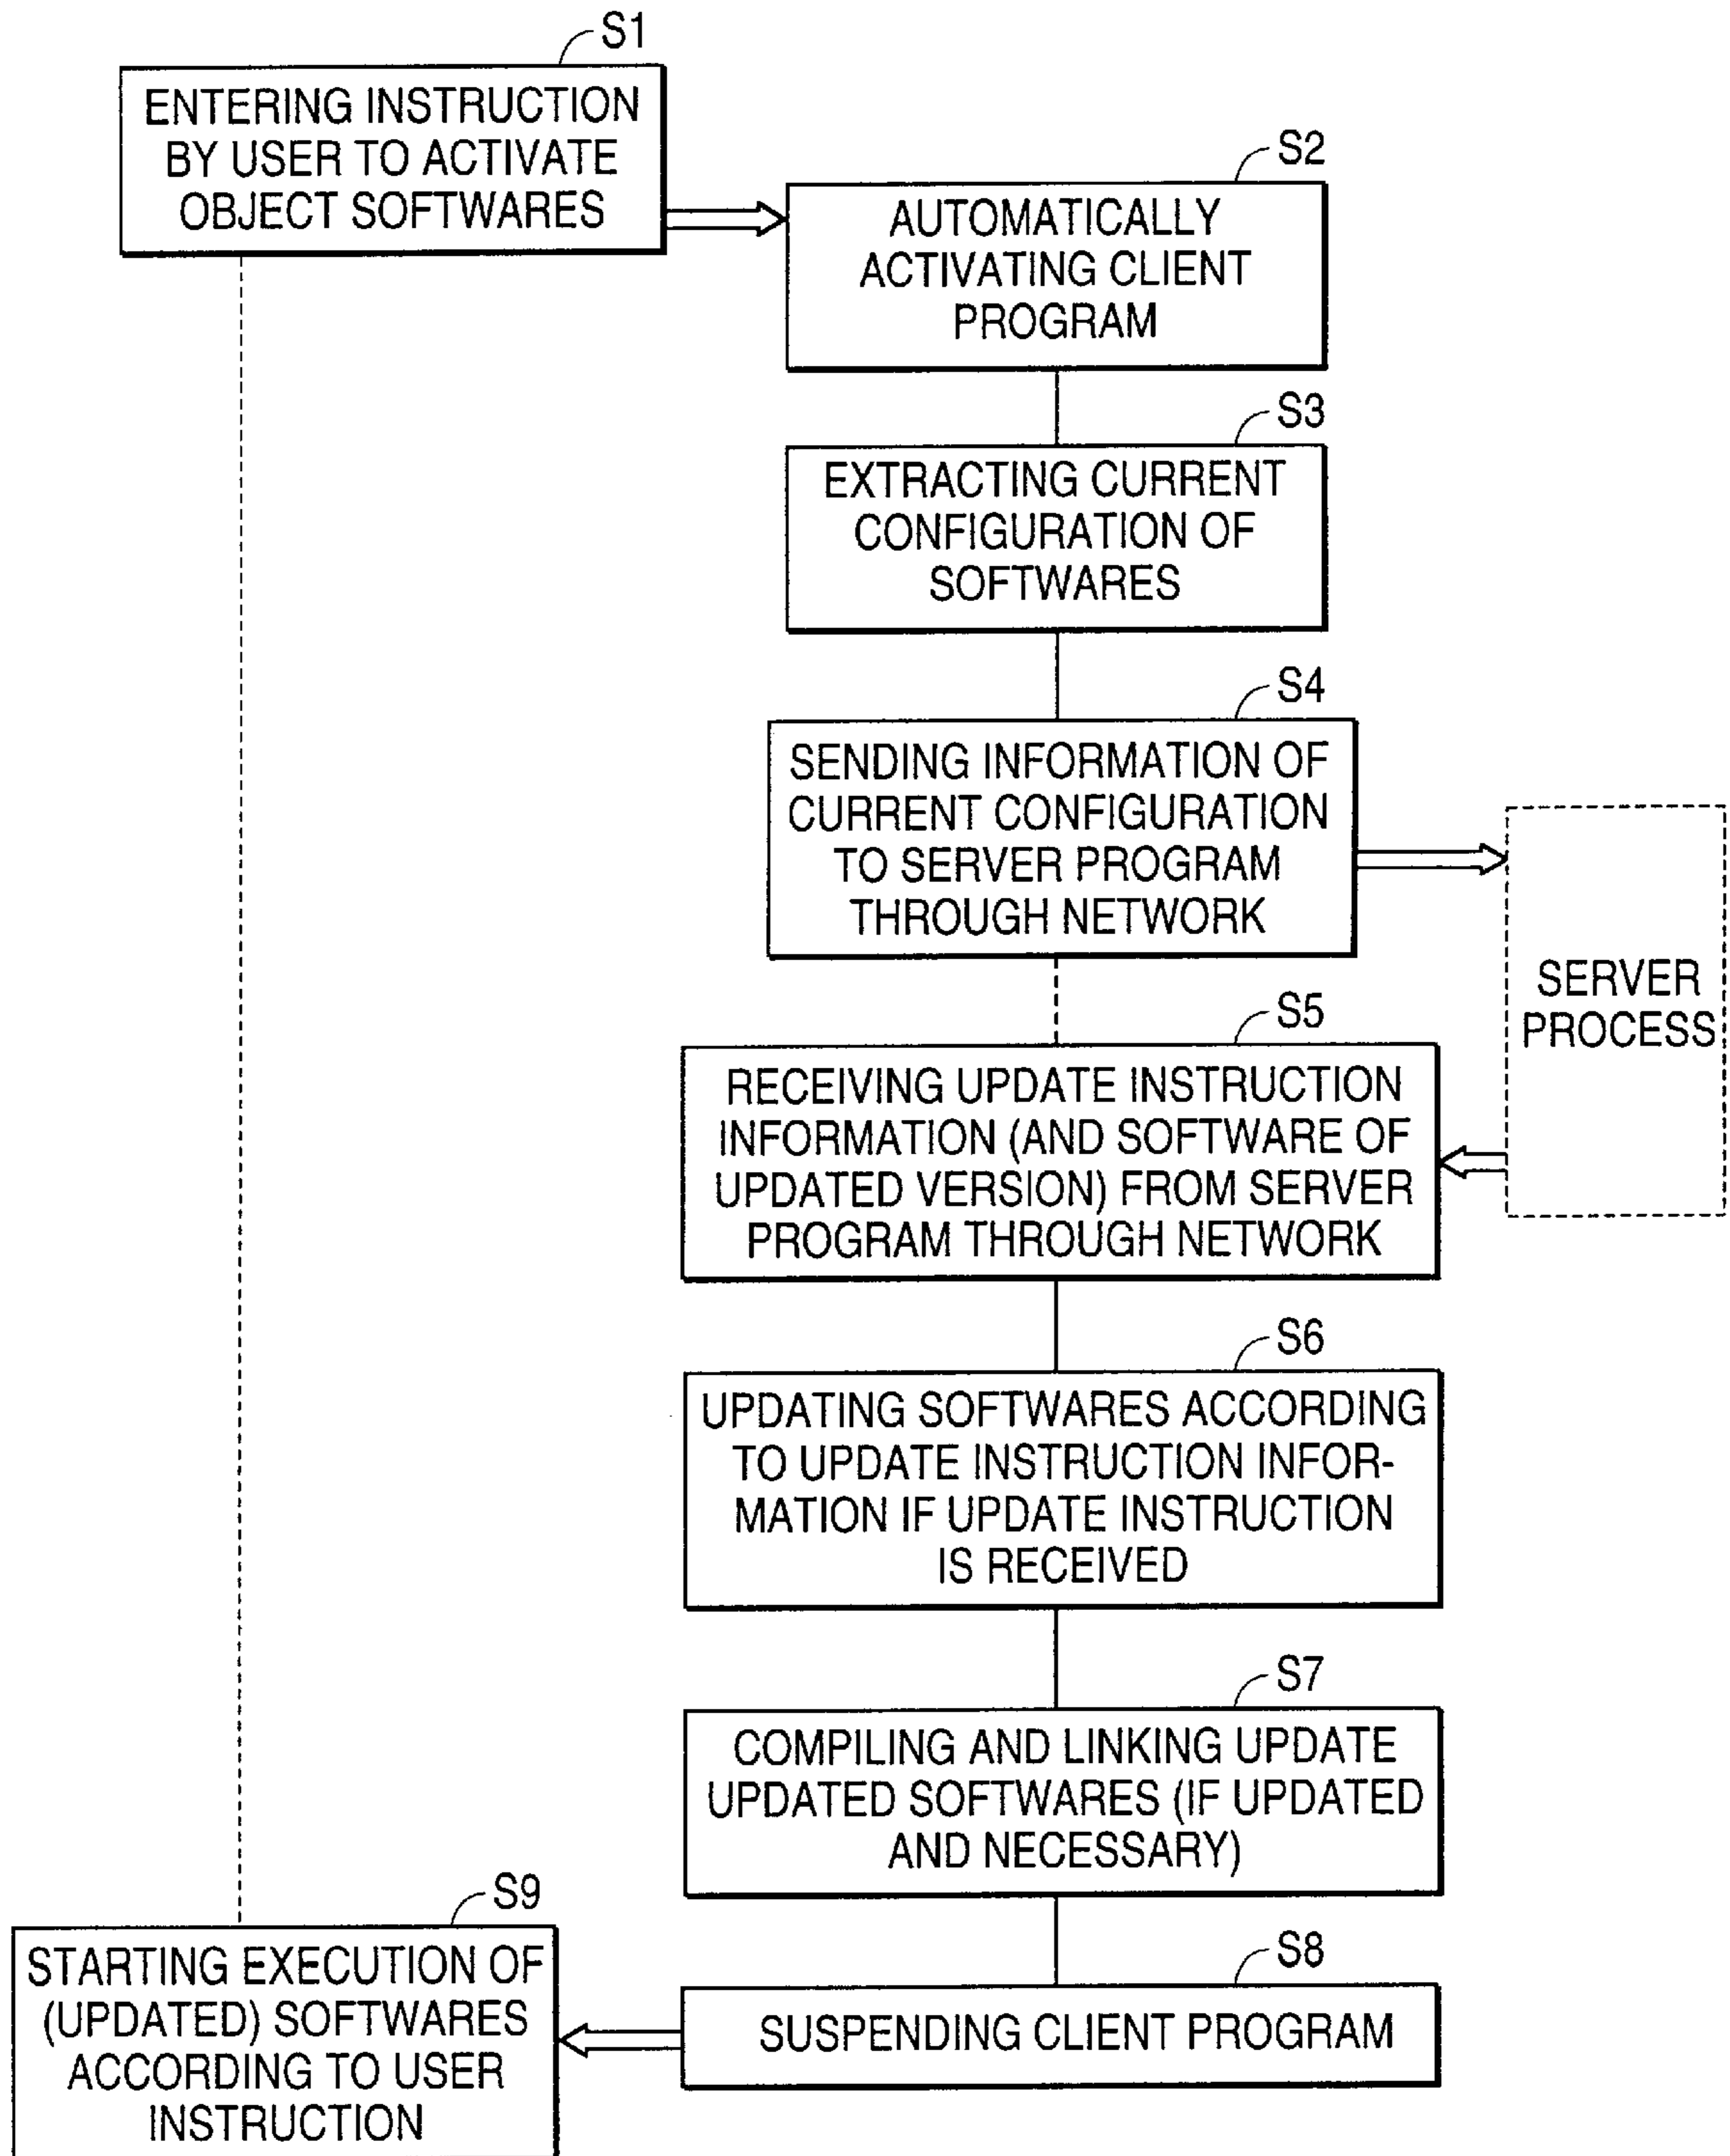 S1
ENTERING INSTRUCTION
BY USER TO ACTIVATE
OBJECT SOFTWARES
S2
AUTOMATICALLY
ACTIVATING CLIENT
PROGRAM
S3
EXTRACTING CURRENT
CONFIGURATION OF
SOFTWARES
S4
SENDING INFORMATION OF
CURRENT CONFIGURATION
TO SERVER PROGRAM
THROUGH NETWORK
SERVER
PROCESS
S5
RECEIVING UPDATE INSTRUCTION
INFORMATION (AND SOFTWARE OF
UPDATED VERSION) FROM SERVER
PROGRAM THROUGH NETWORK
S6
UPDATING SOFTWARES ACCORDING
TO UPDATE INSTRUCTION INFOR-
MATION IF UPDATE INSTRUCTION
IS RECEIVED
S7
COMPILING AND LINKING UPDATE
UPDATED SOFTWARES (IF UPDATED
AND NECESSARY)
S8
SUSPENDING CLIENT PROGRAM
S9
STARTING EXECUTION OF
(UPDATED) SOFTWARES
ACCORDING TO USER
INSTRUCTION